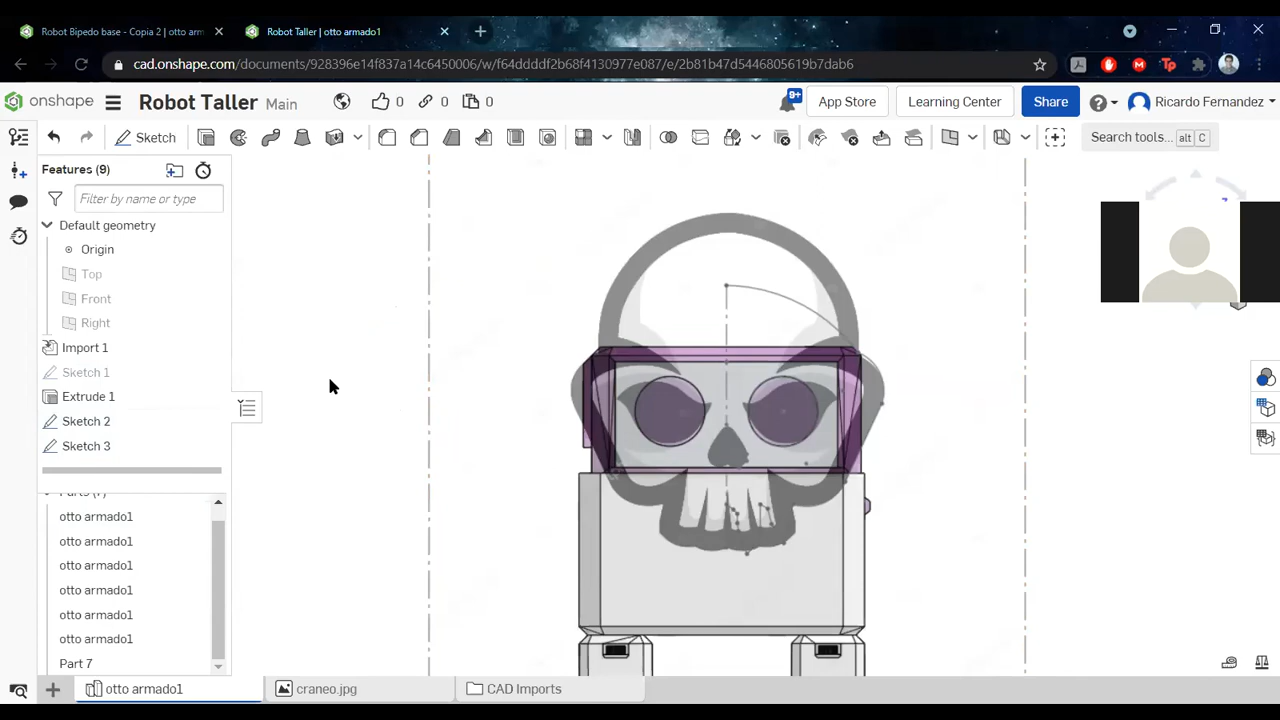 Robot Bipedo base - Copia 2 | otto arm
Robot Taller | otto armado1
cad.onshape.com/documents/928396e14f837a14c6450006/w/f64ddddf2b68f4130977e087/e/2b81b47d5446805619b7dab6
onshape
Robot Taller Main
0
0
0
9+
App Store
Learning Center
Share
Ricardo Fernandez
Sketch
Search tools... alt C
Features (9)
Filter by name or type
Default geometry
Origin
Top
Front
Right
Import 1
Sketch 1
Extrude 1
Sketch 2
Sketch 3
Parts (7)
otto armado1
otto armado1
otto armado1
otto armado1
otto armado1
otto armado1
Part 7
otto armado1
craneo.jpg
CAD Imports